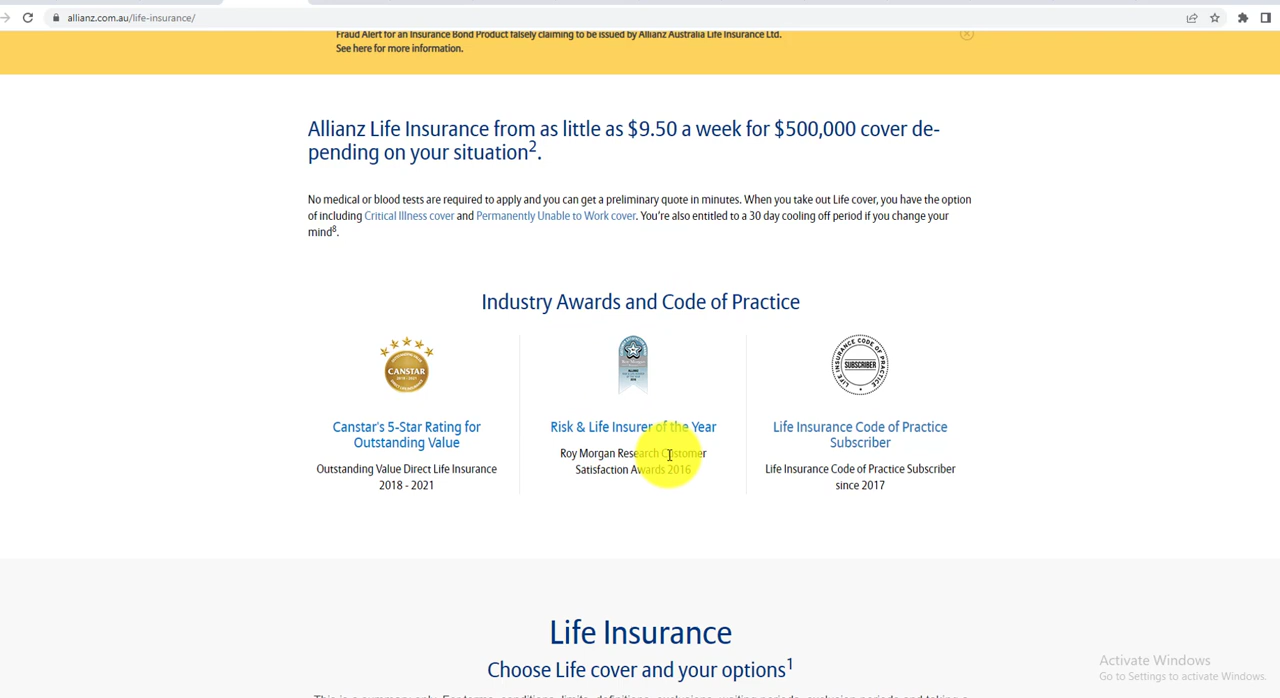 allianz.com.au/life-insurance/
Fraud Alert for an Insurance Bond Product falsely claiming to be issued by Allianz Australia Life Insurance Ltd.
See here for more information.
Allianz Life Insurance from as little as $9.50 a week for $500,000 cover de-
pending on your situation².
No medical or blood tests are required to apply and you can get a preliminary quote in minutes. When you take out Life cover, you have the option
of including Critical Illness cover and Permanently Unable to Work cover. You're also entitled to a 30 day cooling off period if you change your
mind⁸.
Industry Awards and Code of Practice
CANSTAR
LIFE INSURANCE CODE OF PRACTICE
SUBSCRIBER
Canstar's 5-Star Rating for
Outstanding Value
Outstanding Value Direct Life Insurance
2018 - 2021
Risk & Life Insurer of the Year
Roy Morgan Research Customer
Satisfaction Awards 2016
Life Insurance Code of Practice
Subscriber
Life Insurance Code of Practice Subscriber
since 2017
Life Insurance
Choose Life cover and your options¹
Activate Windows
Go to Settings to activate Windows.